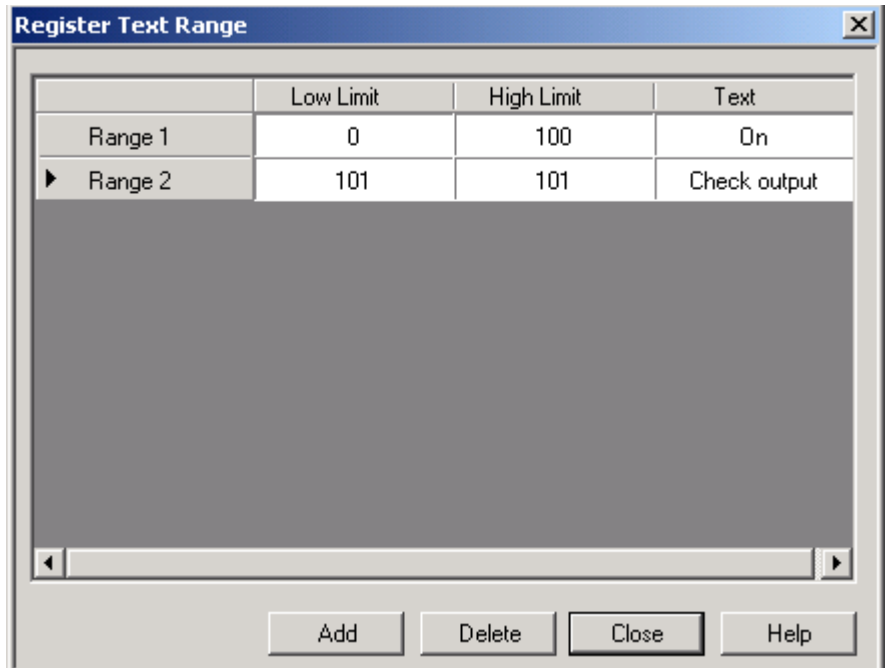 Register Text Range
Low Limit High Limit Text
Range 1 0 100 On
Range 2 101 101 Check output
Add Delete Close Help